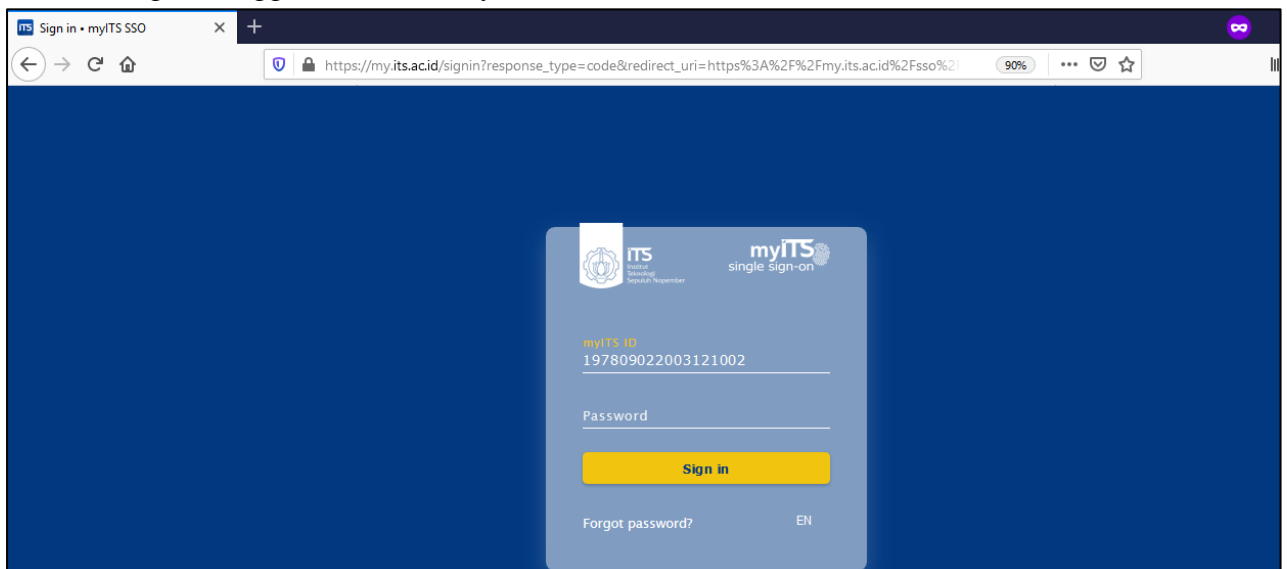 Sign in • myITS SSO
https://my.its.ac.id/signin?response_type=code&redirect_uri=https%3A%2F%2Fmy.its.ac.id%2Fsso%2
90%
ITS
Institut
Teknologi
Sepuluh Nopember
myITS
single sign-on
myITS ID
197809022003121002
Password
Sign in
Forgot password?
EN